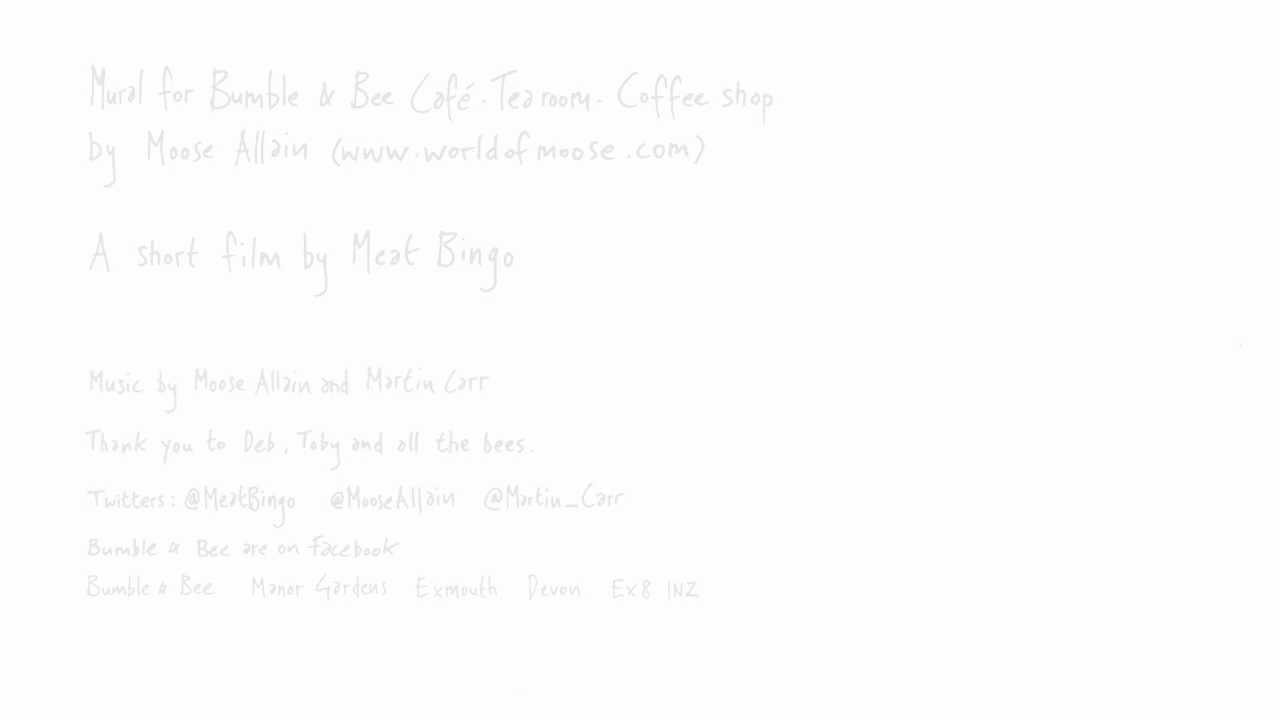 Mural for Bumble & Bee Café. Tearoom. Coffee shop
by Moose Allain (www.worldofmoose.com)
A short film by Meat Bingo
Music by Moose Allain and Martin Carr
Thank you to Deb, Toby and all the bees.
Twitters: @MeatBingo @MooseAllain @Martin_Carr
Bumble & Bee are on Facebook
Bumble & Bee Manor Gardens Exmouth Devon EX8 1NZ